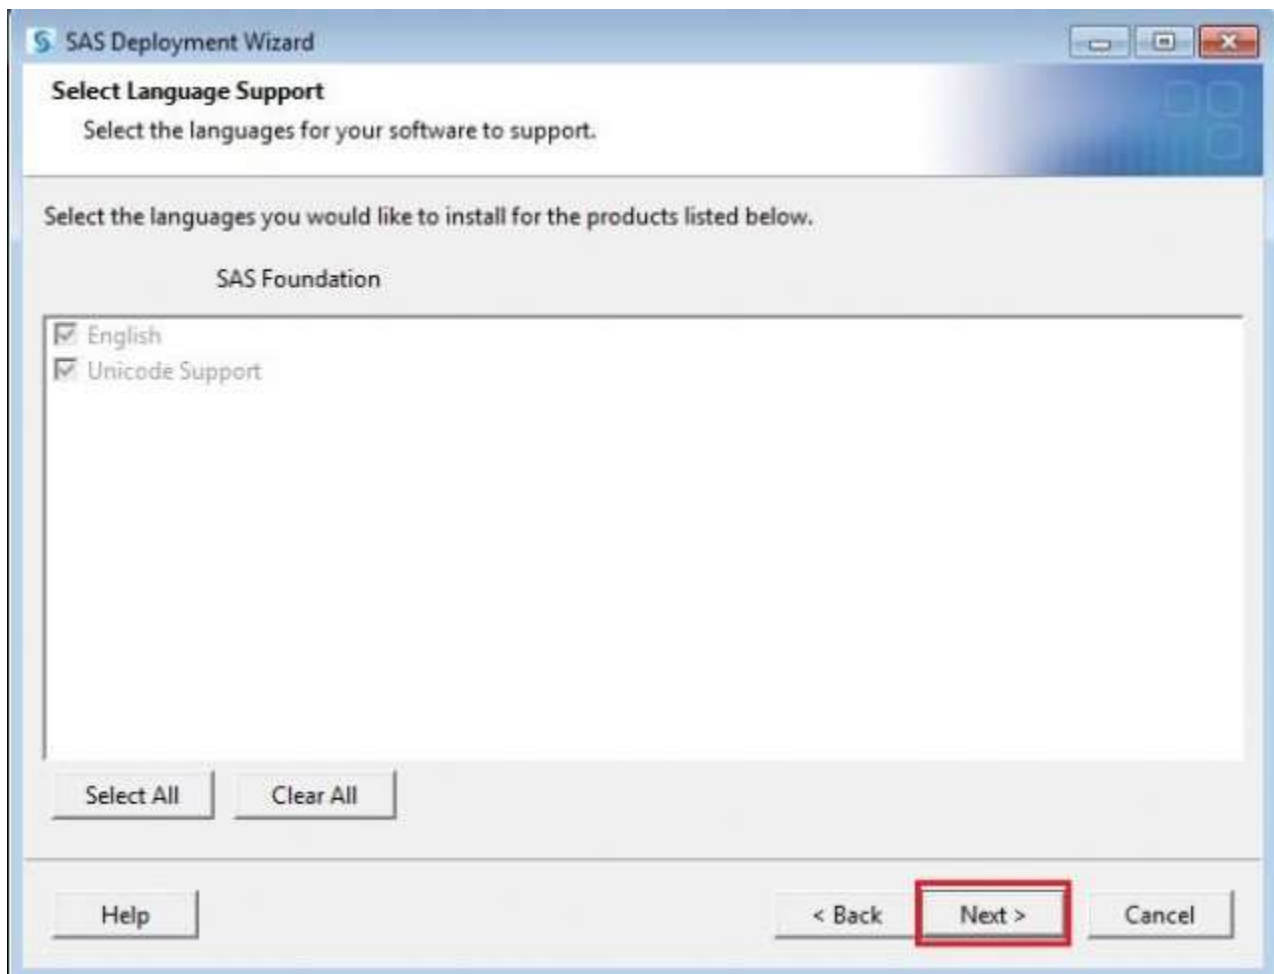 SAS Deployment Wizard
Select Language Support
Select the languages for your software to support.
Select the languages you would like to install for the products listed below.
SAS Foundation
English
Unicode Support
Select All Clear All
Help < Back Next > Cancel